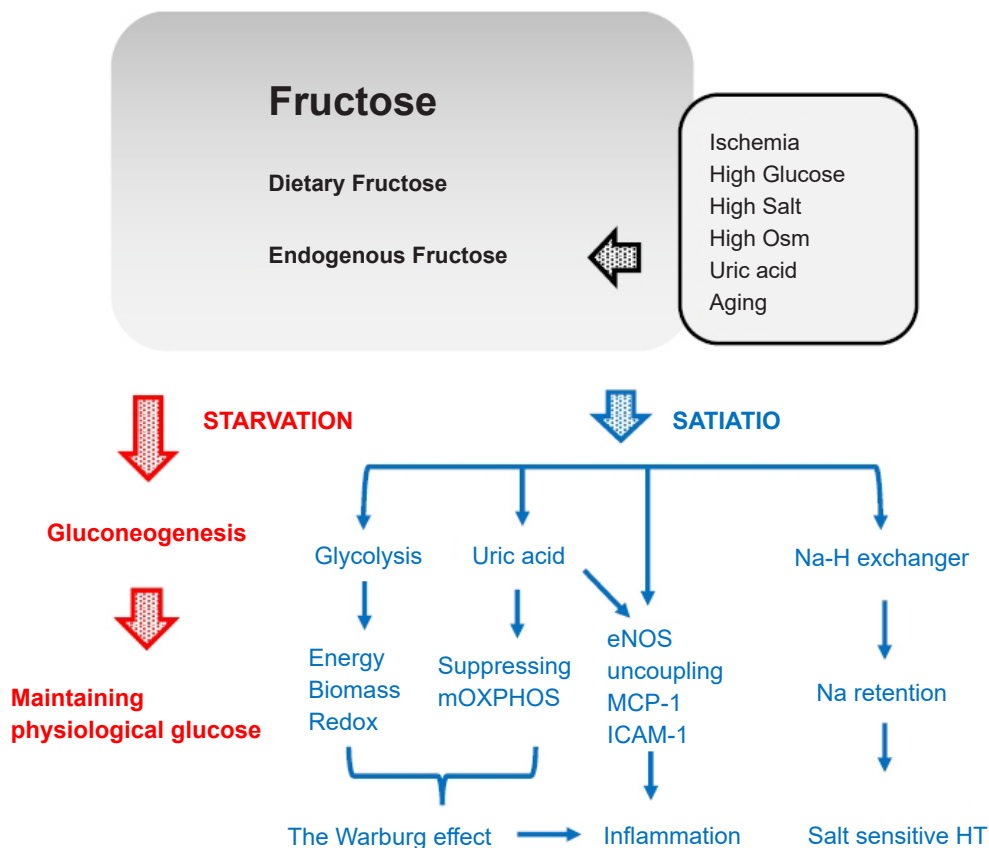 Fructose
Dietary Fructose
Endogenous Fructose
Ischemia
High Glucose
High Salt
High Osm
Uric acid
Aging
STARVATION
SATIATIO
Gluconeogenesis
Maintaining
physiological glucose
Glycolysis
Uric acid
Na-H exchanger
Energy
Biomass
Redox
Suppressing
mOXPHOS
eNOS
uncoupling
MCP-1
ICAM-1
Na retention
The Warburg effect
Inflammation
Salt sensitive HT